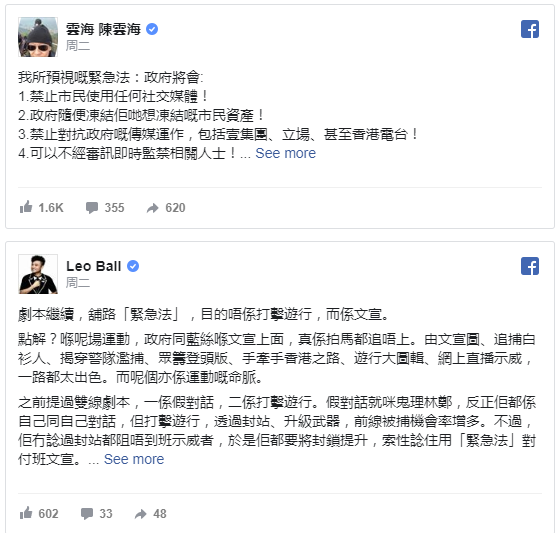 雲海 陳雲海
周二
我所預視嘅緊急法：政府將會:
1.禁止市民使用任何社交媒體！
2.政府隨便凍結佢哋想凍結嘅市民資產！
3.禁止對抗政府嘅傳媒運作，包括壹集團、立場、甚至香港電台！
4.可以不經審訊即時監禁相關人士！... See more
1.6K 355 620
Leo Ball
周二
劇本繼續，舖路「緊急法」，目的唔係打擊遊行，而係文宣。
點解？喺呢場運動，政府同藍絲喺文宣上面，真係拍馬都追唔上。由文宣圖、追捕白
衫人、揭穿警隊濫捕、眾籌登頭版、手牽手香港之路、遊行大圖輯、網上直播示威，
一路都太出色。而呢個亦係運動嘅命脈。
之前提過雙線劇本，一係假對話，二係打擊遊行。假對話就咪鬼理林鄭，反正佢都係
自己同自己對話，但打擊遊行，透過封站、升級武器，前線被捕機會率增多。不過，
佢冇諗過封站都阻唔到班示威者，於是佢都要將封鎖提升，索性諗住用「緊急法」對
付班文宣。... See more
602 33 48